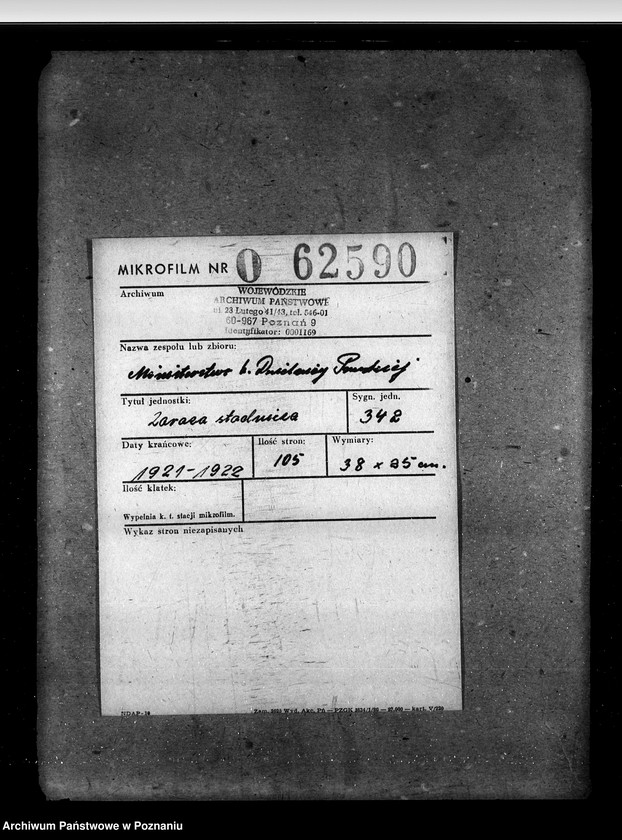 MIKROFILM NR O 62590
Archiwum
WOJEWÓDZKIE
ARCHIWUM PAŃSTWOWE
ul. 23 Lutego 41/43, tel. 546-01
60-967 Poznań 9
Identyfikator: 0001169
Nazwa zespołu lub zbioru:
Ministerstwo b. Dzielnicy Pruskiej
Tytuł jednostki:
Zaraza stadnicza
Sygn. jedn.
342
Daty krańcowe:
1921-1922
Ilość stron:
105
Wymiary:
38 x 25 cm.
Ilość klatek:
Wypełnia k. t. stacji mikrofilm.
Wykaz stron niezapisanych
NDAP-16
Archiwum Państwowe w Poznaniu